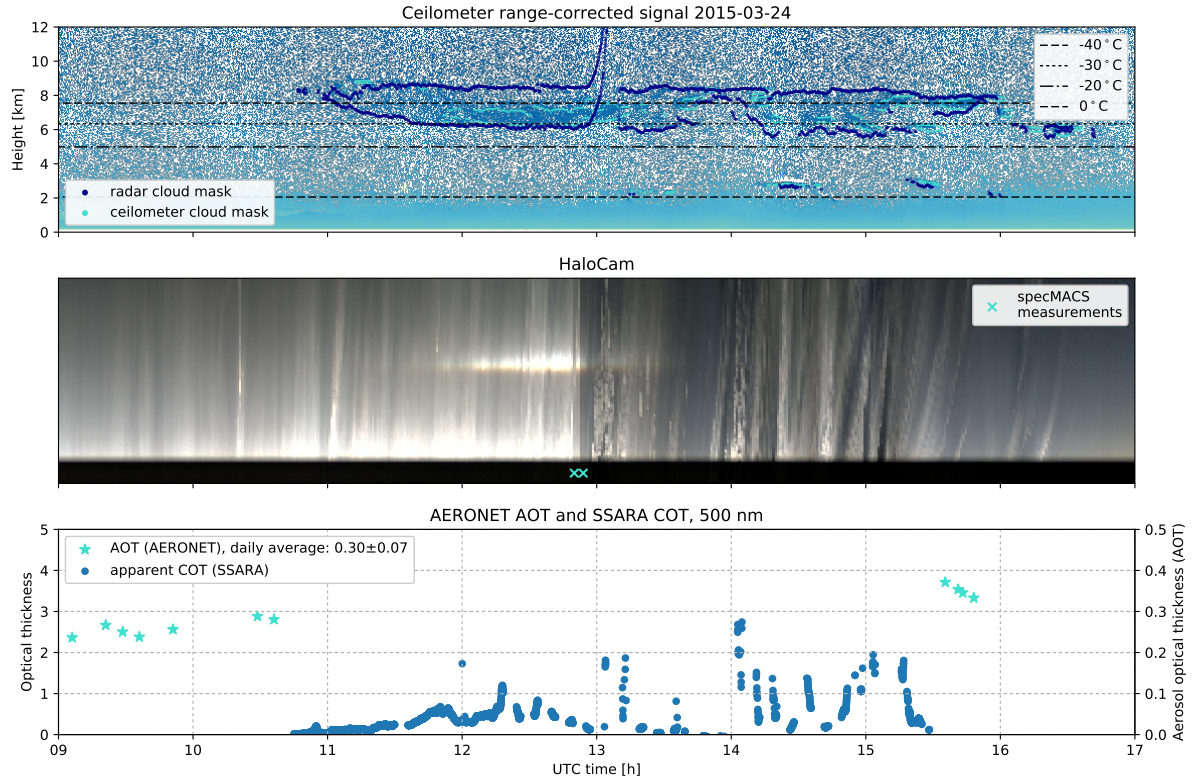 Ceilometer range-corrected signal 2015-03-24
12
10
8
6
4
2
0
Height [km]
-40°C
-30°C
-20°C
0°C
radar cloud mask
ceilometer cloud mask
HaloCam
specMACS
measurements
AERONET AOT and SSARA COT, 500 nm
5
4
3
2
1
0
Optical thickness
AOT (AERONET), daily average: 0.30±0.07
apparent COT (SSARA)
0.5
0.4
0.3
0.2
0.1
0.0
Aerosol optical thickness (AOT)
09 10 11 12 13 14 15 16 17
UTC time [h]